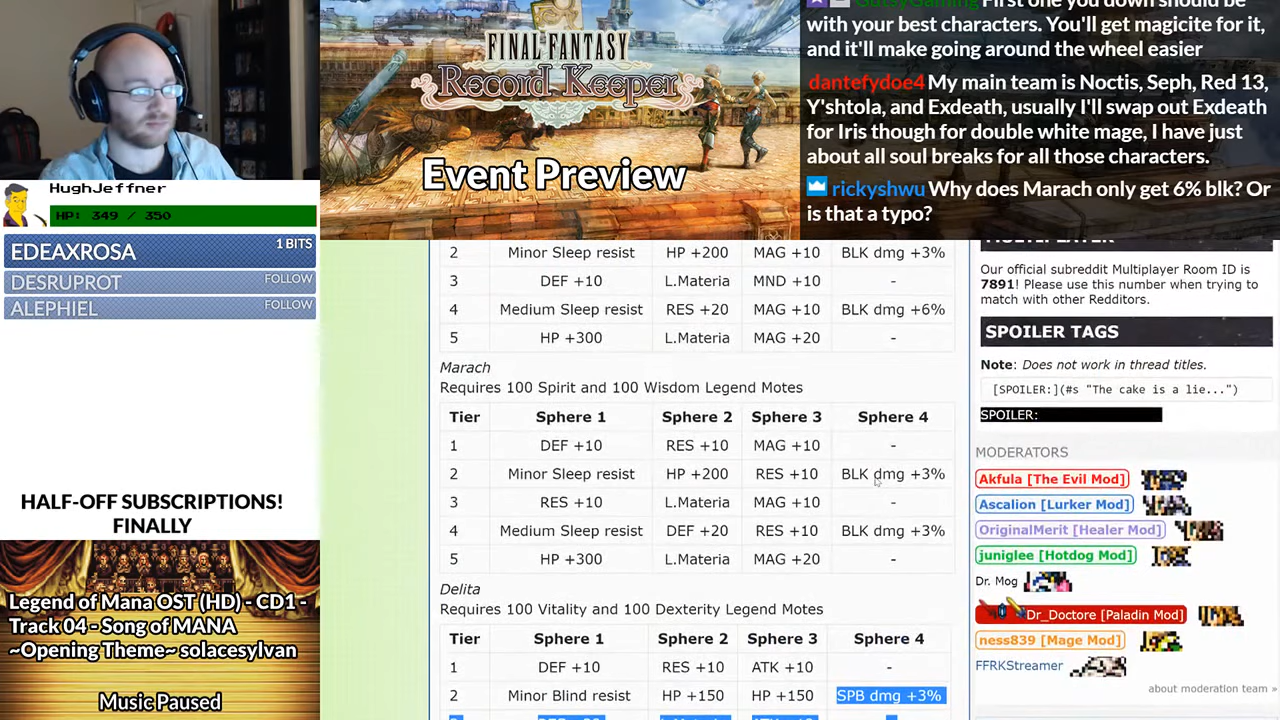 GutsyGaming First one you down should be
with your best characters. You'll get magicite for it,
and it'll make going around the wheel easier
dantefydoe4 My main team is Noctis, Seph, Red 13,
Y'shtola, and Exdeath, usually I'll swap out Exdeath
for Iris though for double white mage, I have just
about all soul breaks for all those characters.
rickyshwu Why does Marach only get 6% blk? Or
is that a typo?
FINAL FANTASY
Record Keeper
Event Preview
HughJeffner
HP: 349 / 350
EDEAXROSA 1 BITS
DESRUPROT FOLLOW
ALEPHIEL FOLLOW
HALF-OFF SUBSCRIPTIONS!
FINALLY
Legend of Mana OST (HD) - CD1 -
Track 04 - Song of MANA
~Opening Theme~ solacesylvan
Music Paused
2 Minor Sleep resist HP +200 MAG +10 BLK dmg +3%
3 DEF +10 L.Materia MND +10 -
4 Medium Sleep resist RES +20 MAG +10 BLK dmg +6%
5 HP +300 L.Materia MAG +20 -
Marach
Requires 100 Spirit and 100 Wisdom Legend Motes
Tier Sphere 1 Sphere 2 Sphere 3 Sphere 4
1 DEF +10 RES +10 MAG +10 -
2 Minor Sleep resist HP +200 RES +10 BLK dmg +3%
3 RES +10 L.Materia MAG +10 -
4 Medium Sleep resist DEF +20 RES +10 BLK dmg +3%
5 HP +300 L.Materia MAG +20 -
Delita
Requires 100 Vitality and 100 Dexterity Legend Motes
Tier Sphere 1 Sphere 2 Sphere 3 Sphere 4
1 DEF +10 RES +10 ATK +10 -
2 Minor Blind resist HP +150 HP +150 SPB dmg +3%
MULTIPLAYER
Our official subreddit Multiplayer Room ID is
7891! Please use this number when trying to
match with other Redditors.
SPOILER TAGS
Note: Does not work in thread titles.
[SPOILER:](#s "The cake is a lie...")
SPOILER:
MODERATORS
Akfula [The Evil Mod]
Ascalion [Lurker Mod]
OriginalMerit [Healer Mod]
juniglee [Hotdog Mod]
Dr. Mog
Dr_Doctore [Paladin Mod]
ness839 [Mage Mod]
FFRKStreamer
about moderation team »